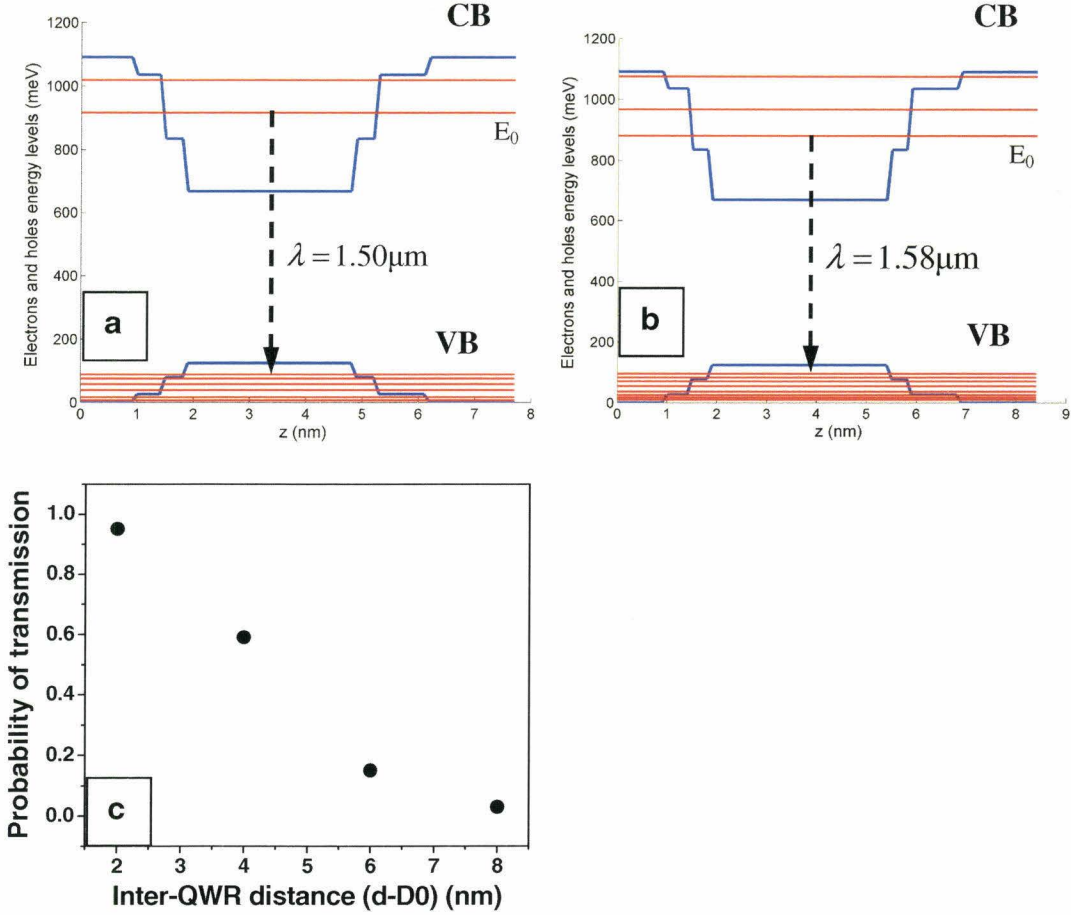 CB
1200
1000
800
600
400
200
0
Electrons and holes energy levels (meV)
E0
λ = 1.50µm
a
VB
0 1 2 3 4 5 6 7 8
z (nm)
CB
1200
1000
800
600
400
200
0
Electrons and holes energy levels (meV)
E0
λ = 1.58µm
b
VB
0 1 2 3 4 5 6 7 8 9
z (nm)
1.0
0.8
0.6
0.4
0.2
0.0
Probability of transmission
c
2 3 4 5 6 7 8
Inter-QWR distance (d-D0) (nm)